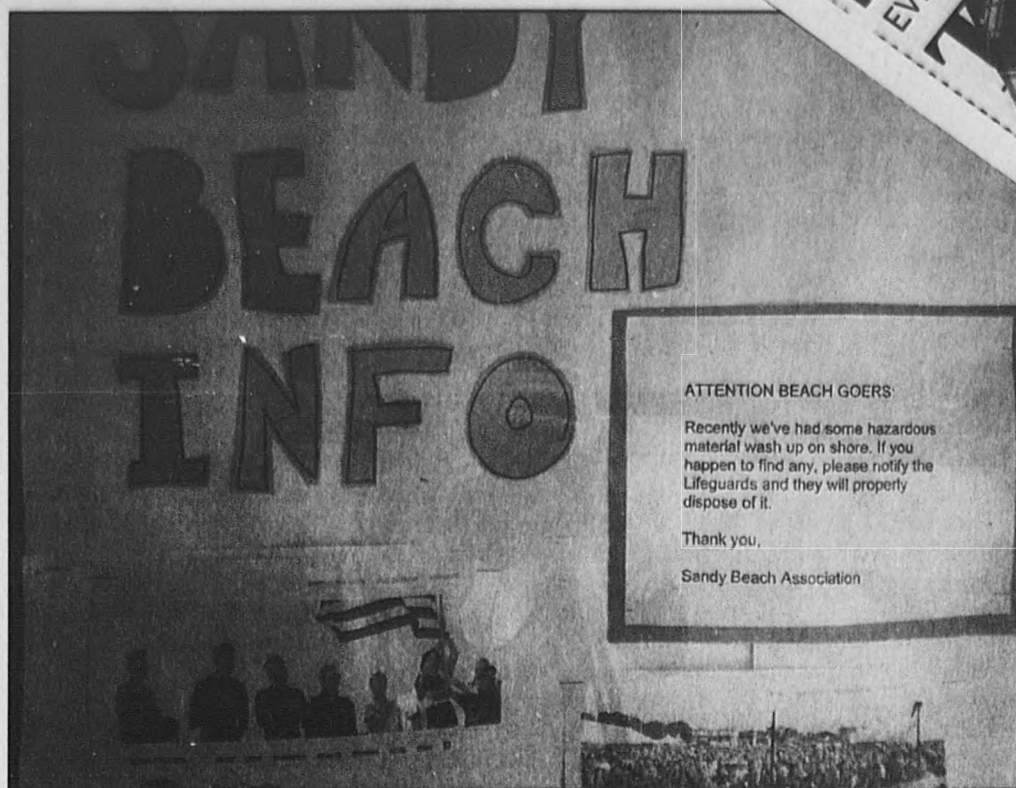 SANDY
BEACH
INFO
EV
ATTENTION BEACH GOERS
Recently we've had some hazardous
material wash up on shore. If you
happen to find any, please notify the
Lifeguards and they will properly
dispose of it.
Thank you,
Sandy Beach Association